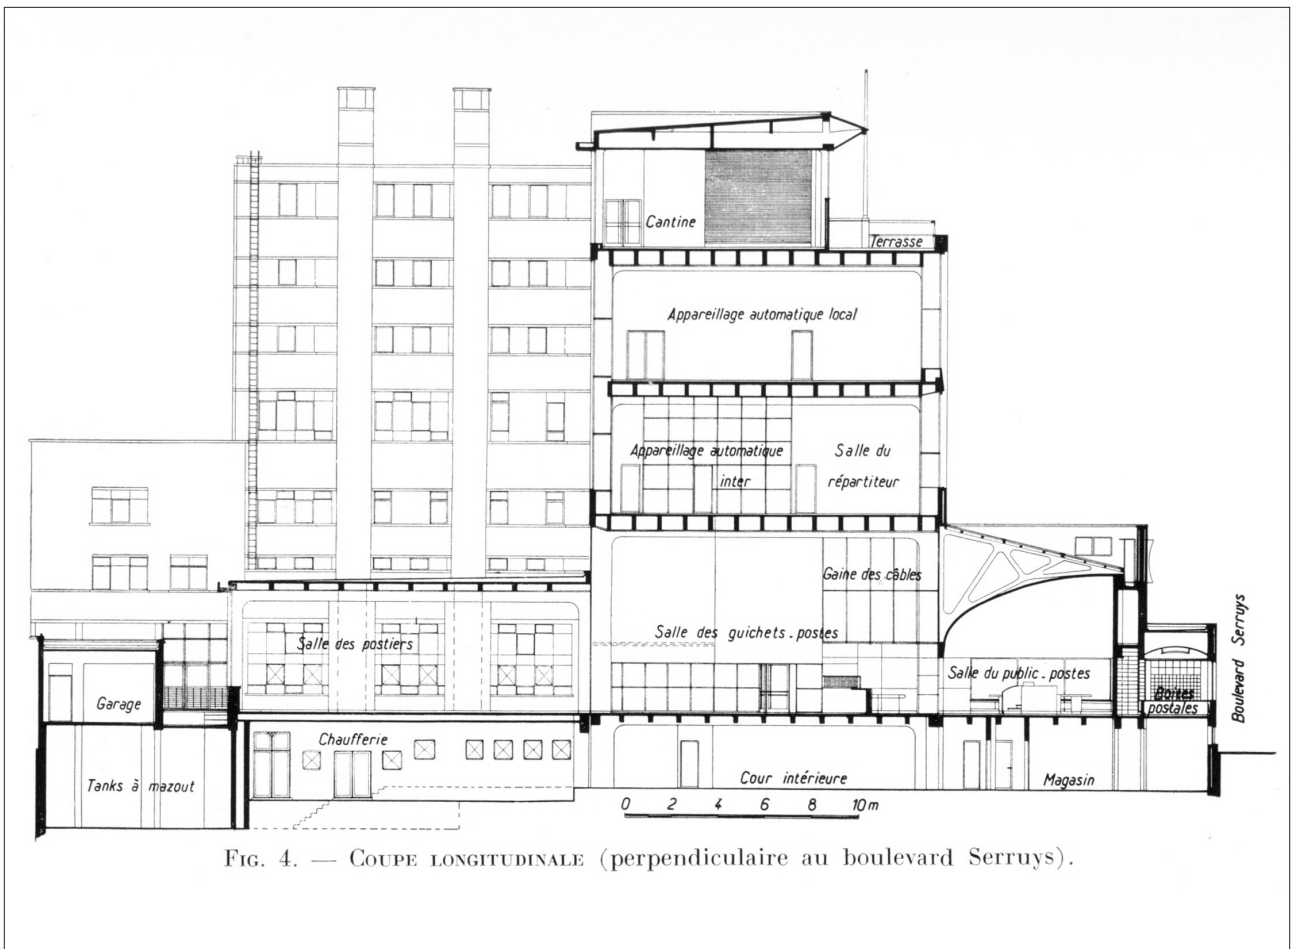 Cantine
Terrasse
Appareillage automatique local
Appareillage automatique
inter
Salle du
répartiteur
Gaine des câbles
Salle des guichets-postes
Salle des postiers
Salle du public-postes
Boites
postales
Boulevard Serruys
Garage
Chaufferie
Tanks à mazout
Cour intérieure
Magasin
0 2 4 6 8 10 m
FIG. 4. — COUPE LONGITUDINALE (perpendiculaire au boulevard Serruys).